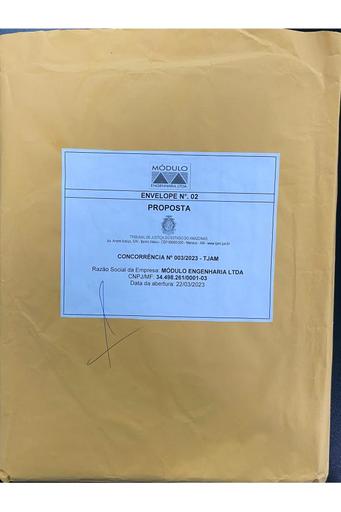 MÓDULO
ENGENHARIA LTDA
ENVELOPE N°. 02
PROPOSTA
TRIBUNAL DE JUSTIÇA DO ESTADO DO AMAZONAS
CONCORRÊNCIA Nº 003/2023 - TJAM
Razão Social da Empresa: MÓDULO ENGENHARIA LTDA
CNPJ/MF: 34.498.261/0001-03
Data da abertura: 22/03/2023